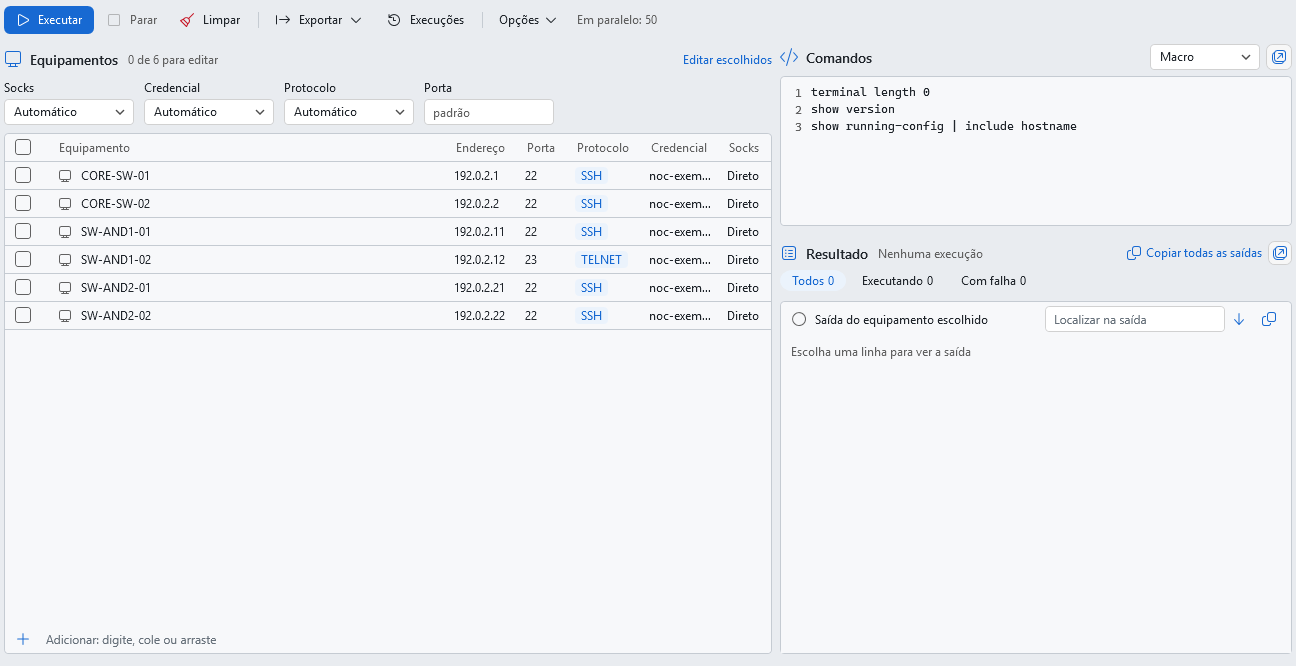 Executar Parar Limpar Exportar Execuções Opções Em paralelo: 50
Equipamentos 0 de 6 para editar Editar escolhidos
Socks Credencial Protocolo Porta
Automático Automático Automático padrão
Equipamento Endereço Porta Protocolo Credencial Socks
CORE-SW-01 192.0.2.1 22 SSH noc-exem... Direto
CORE-SW-02 192.0.2.2 22 SSH noc-exem... Direto
SW-AND1-01 192.0.2.11 22 SSH noc-exem... Direto
SW-AND1-02 192.0.2.12 23 TELNET noc-exem... Direto
SW-AND2-01 192.0.2.21 22 SSH noc-exem... Direto
SW-AND2-02 192.0.2.22 22 SSH noc-exem... Direto
Adicionar: digite, cole ou arraste
Comandos Macro
1 terminal length 0
2 show version
3 show running-config | include hostname
Resultado Nenhuma execução Copiar todas as saídas
Todos 0 Executando 0 Com falha 0
Saída do equipamento escolhido Localizar na saída
Escolha uma linha para ver a saída